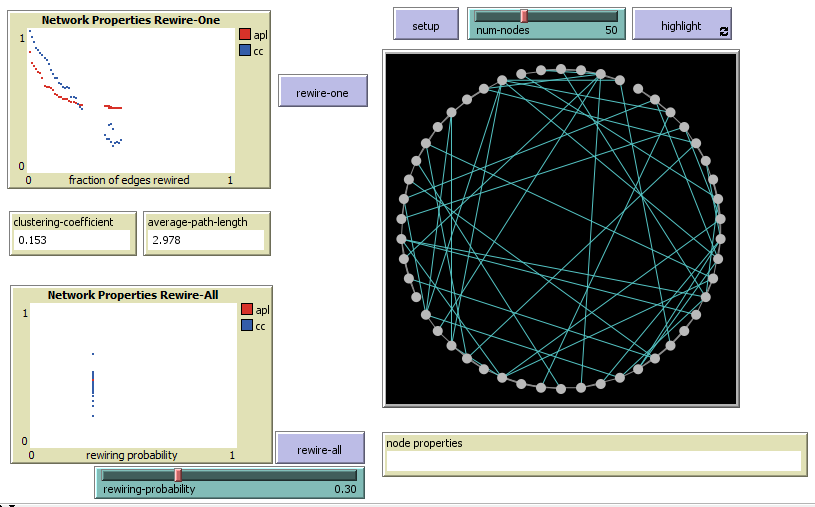 Network Properties Rewire-One
1
apl
cc
0
0
fraction of edges rewired
1
rewire-one
clustering-coefficient
0.153
average-path-length
2.978
Network Properties Rewire-All
1
apl
cc
0
0
rewiring probability
1
rewire-all
rewiring-probability
0.30
setup
num-nodes
50
highlight
node properties